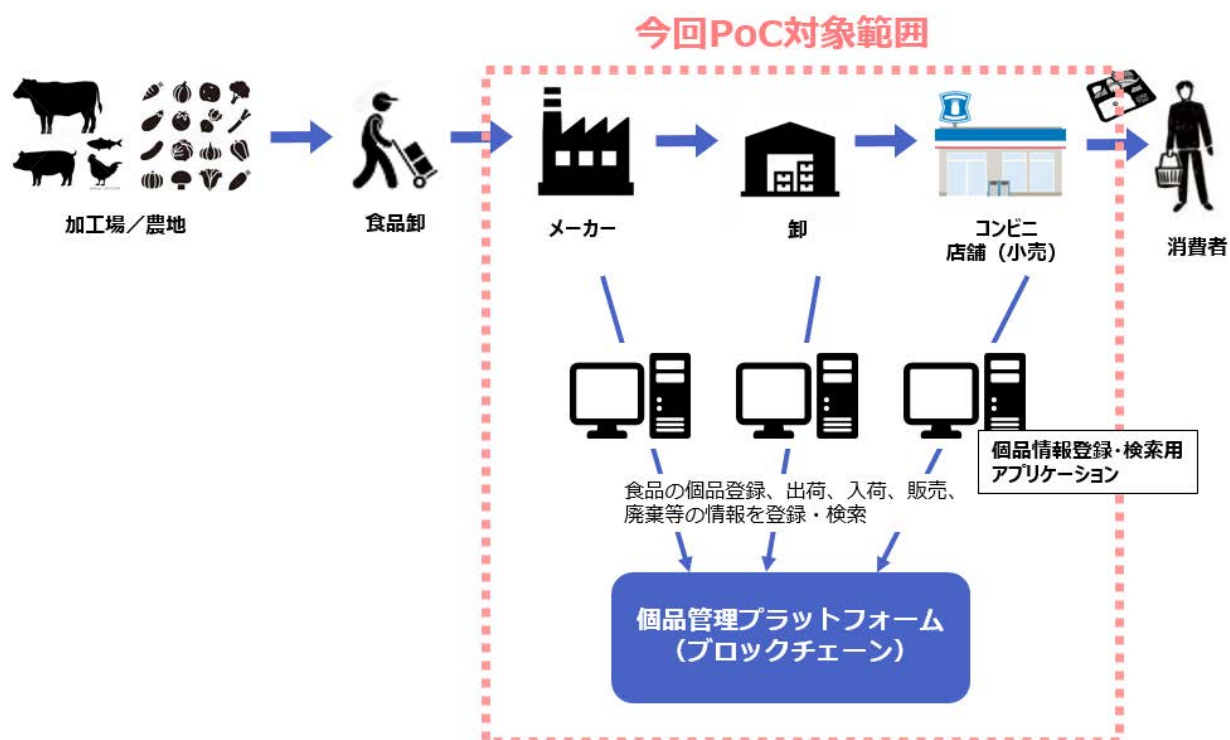 今回PoC対象範囲
加工場／農地
食品卸
メーカー
卸
コンビニ
店舗（小売）
消費者
個品情報登録・検索用
アプリケーション
食品の個品登録、出荷、入荷、販売、
廃棄等の情報を登録・検索
個品管理プラットフォーム
（ブロックチェーン）